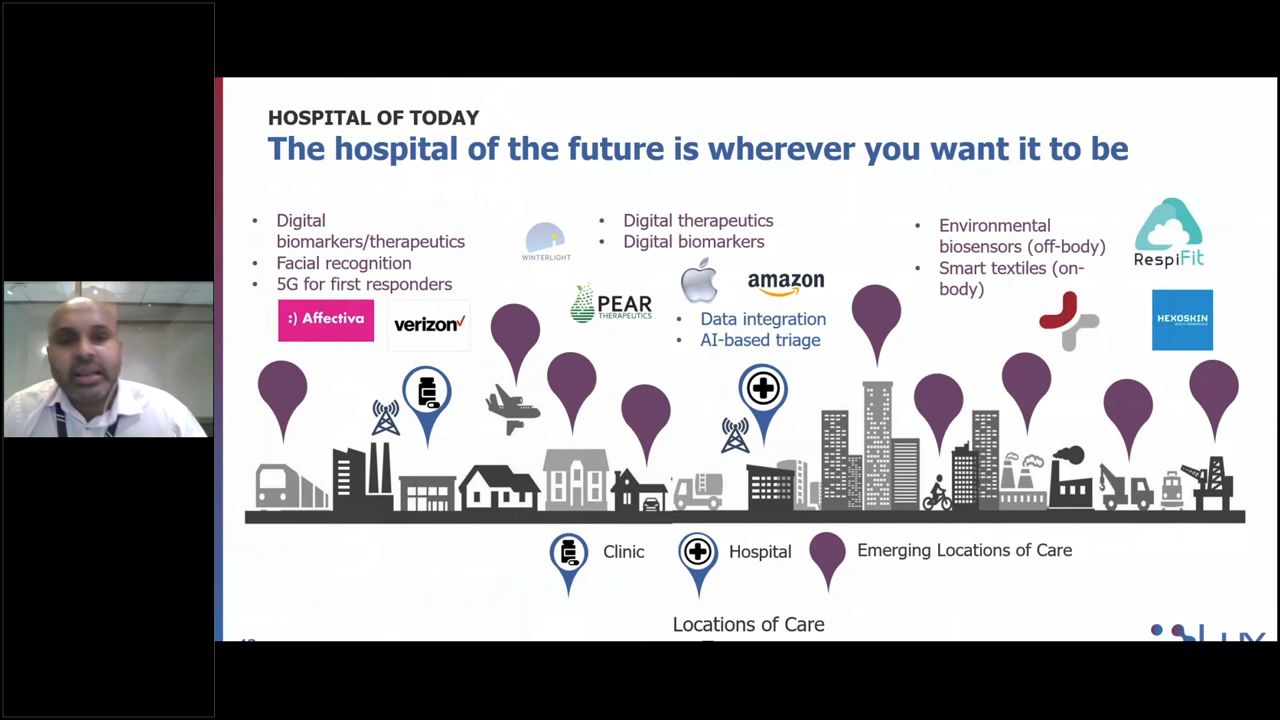 HOSPITAL OF TODAY
The hospital of the future is wherever you want it to be
• Digital
biomarkers/therapeutics
• Facial recognition
• 5G for first responders
:) Affectiva
verizon✓
WINTERLIGHT
• Digital therapeutics
• Digital biomarkers
PEAR
THERAPEUTICS
amazon
• Data integration
• AI-based triage
• Environmental
biosensors (off-body)
• Smart textiles (on-
body)
RespiFit
HEXOSKIN
Clinic
Hospital
Emerging Locations of Care
Locations of Care